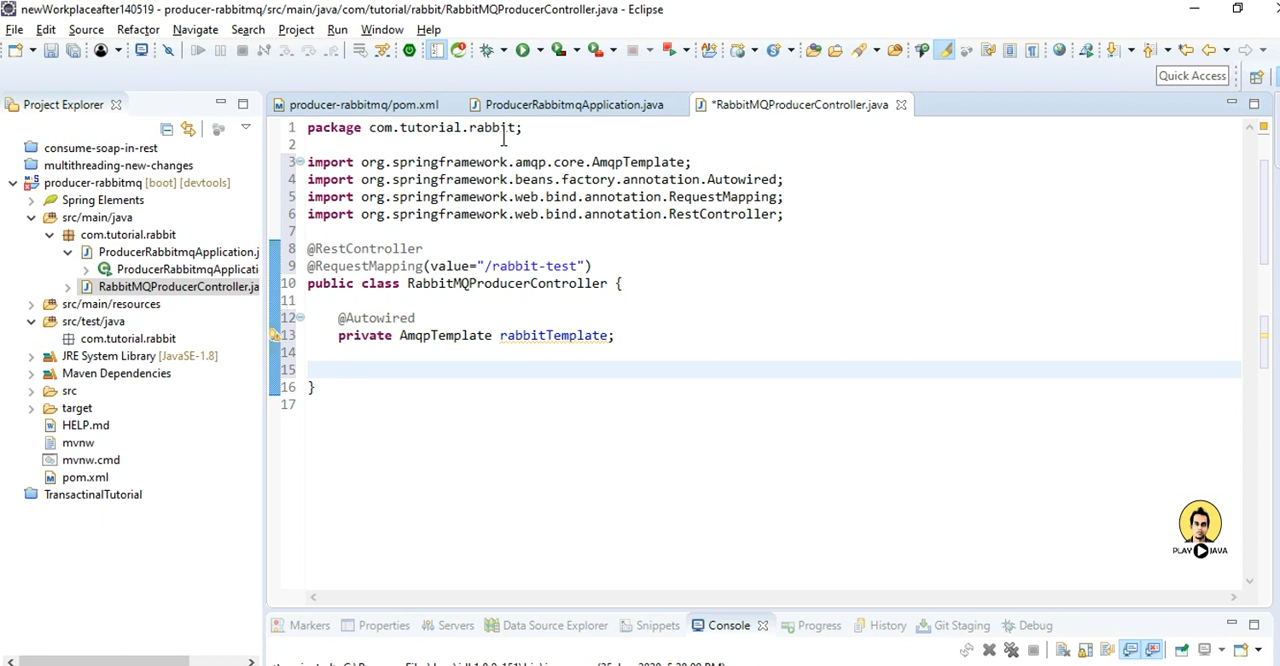 newWorkplaceafter140519 - producer-rabbitmq/src/main/java/com/tutorial/rabbit/RabbitMQProducerController.java - Eclipse
File Edit Source Refactor Navigate Search Project Run Window Help
Quick Access
Project Explorer
producer-rabbitmq/pom.xml ProducerRabbitmqApplication.java *RabbitMQProducerController.java
consume-soap-in-rest
multithreading-new-changes
producer-rabbitmq [boot] [devtools]
Spring Elements
src/main/java
com.tutorial.rabbit
ProducerRabbitmqApplication.j
ProducerRabbitmqApplicati
RabbitMQProducerController.ja
src/main/resources
src/test/java
com.tutorial.rabbit
JRE System Library [JavaSE-1.8]
Maven Dependencies
src
target
HELP.md
mvnw
mvnw.cmd
pom.xml
TransactinalTutorial
1 package com.tutorial.rabbit;
2
3 import org.springframework.amqp.core.AmqpTemplate;
4 import org.springframework.beans.factory.annotation.Autowired;
5 import org.springframework.web.bind.annotation.RequestMapping;
6 import org.springframework.web.bind.annotation.RestController;
7
8 @RestController
9 @RequestMapping(value="/rabbit-test")
10 public class RabbitMQProducerController {
11
12 @Autowired
13 private AmqpTemplate rabbitTemplate;
14
15
16 }
17
PLAY JAVA
Markers Properties Servers Data Source Explorer Snippets Console Progress History Git Staging Debug